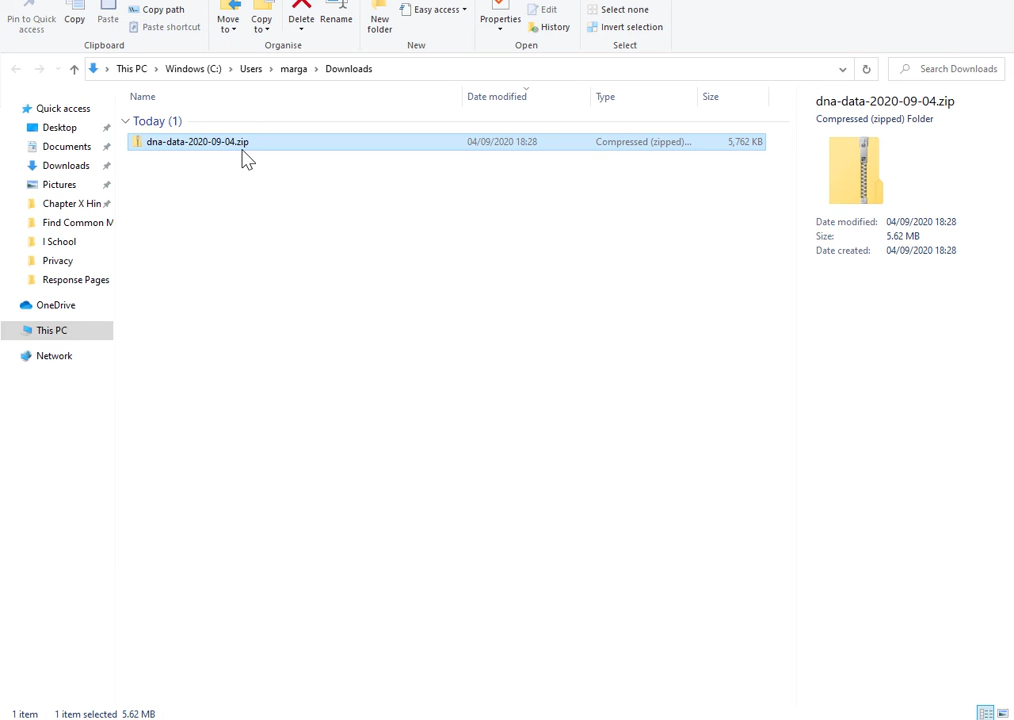 Pin to Quick access
Copy
Paste
Copy path
Paste shortcut
Clipboard
Move to
Copy to
Delete
Rename
Organise
New folder
Easy access
New
Properties
Edit
History
Open
Select none
Invert selection
Select
This PC > Windows (C:) > Users > marga > Downloads
Search Downloads
Name
Date modified
Type
Size
Today (1)
dna-data-2020-09-04.zip 04/09/2020 18:28 Compressed (zipped)... 5,762 KB
Quick access
Desktop
Documents
Downloads
Pictures
Chapter X Hin
Find Common M
I School
Privacy
Response Pages
OneDrive
This PC
Network
dna-data-2020-09-04.zip
Compressed (zipped) Folder
Date modified: 04/09/2020 18:28
Size: 5.62 MB
Date created: 04/09/2020 18:28
1 item 1 item selected 5.62 MB